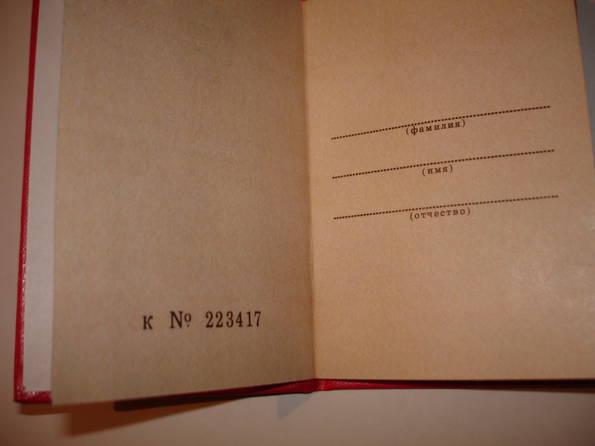 к № 223417
(фамилия)
(имя)
(отчество)